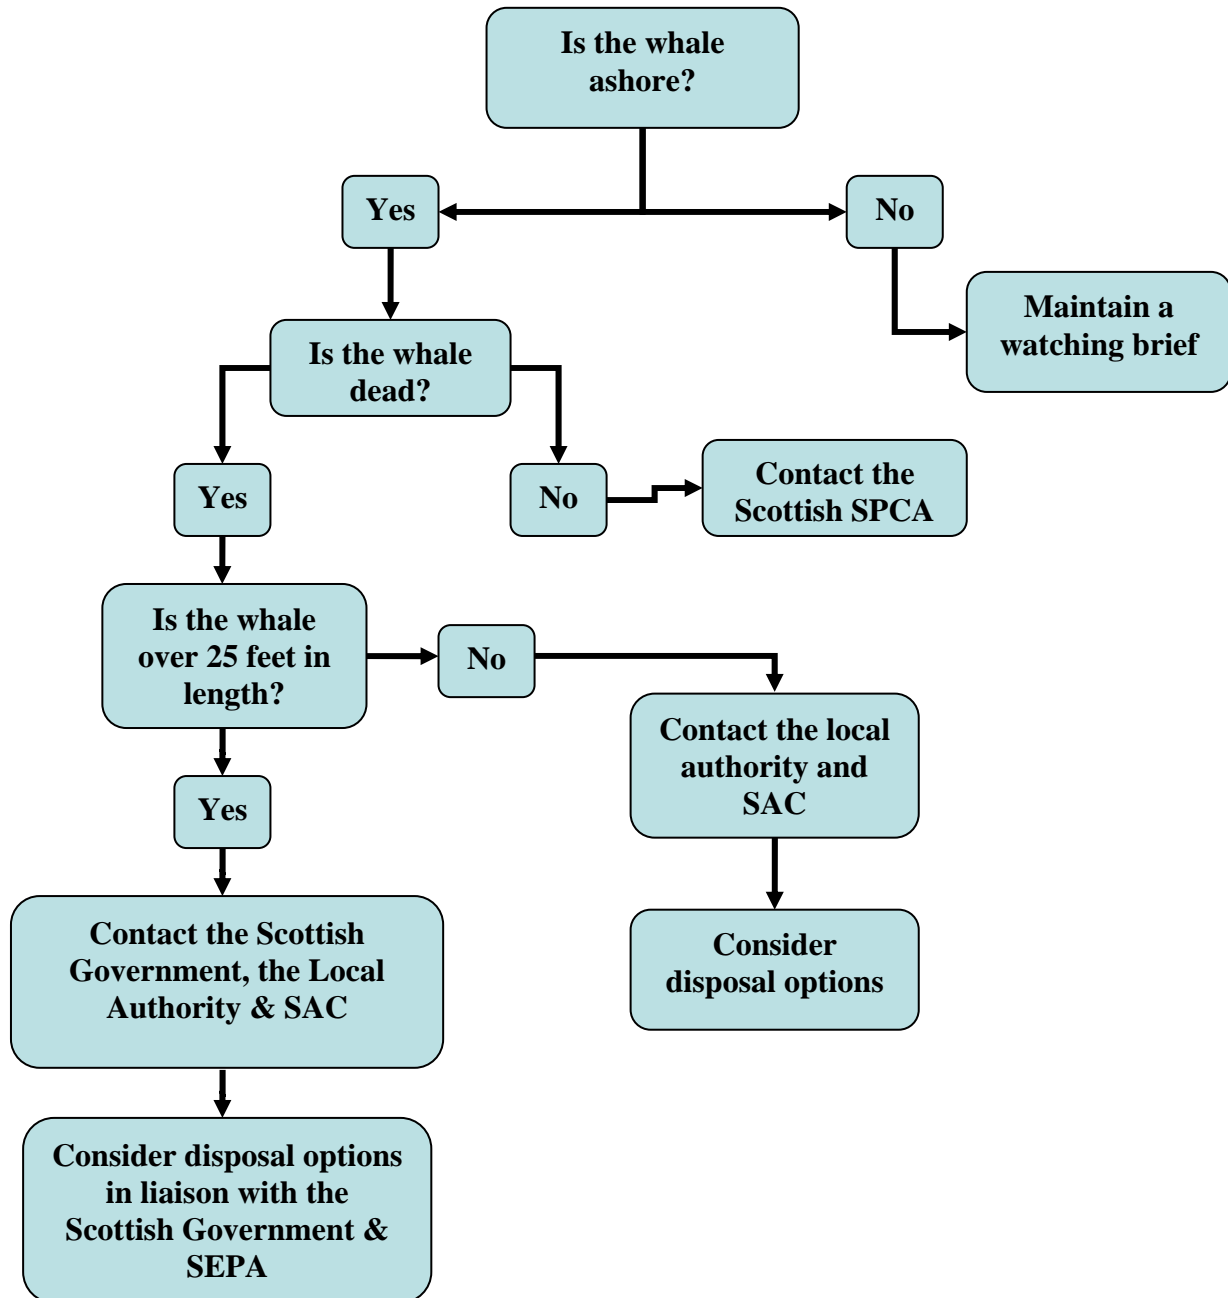 Is the whale
ashore?
Yes
No
Maintain a
watching brief
Is the whale
dead?
Yes
No
Contact the
Scottish SPCA
Is the whale
over 25 feet in
length?
No
Contact the local
authority and
SAC
Yes
Consider
disposal options
Contact the Scottish
Government, the Local
Authority & SAC
Consider disposal options
in liaison with the
Scottish Government &
SEPA